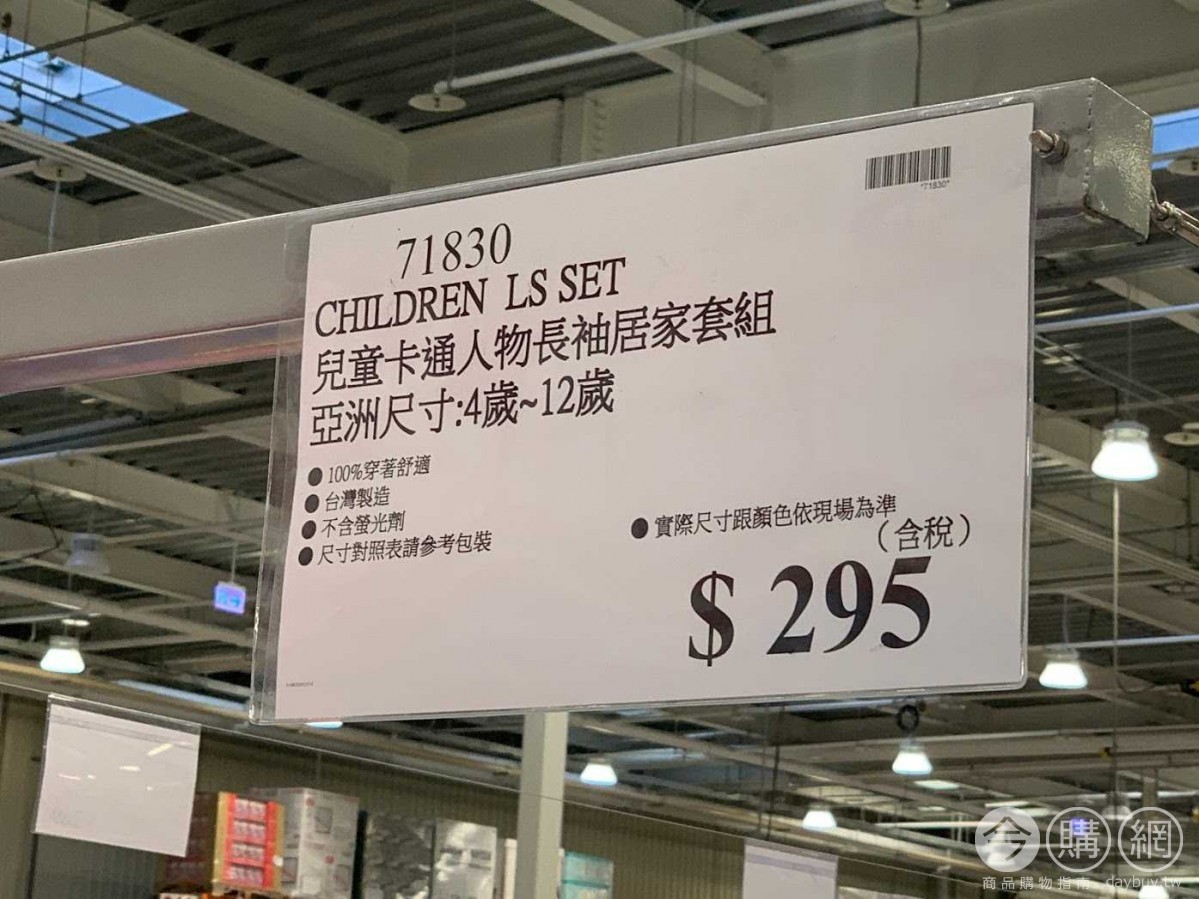 *71830*
71830
CHILDREN LS SET
兒童卡通人物長袖居家套組
亞洲尺寸:4歲~12歲
●100%穿著舒適
●台灣製造
●不含螢光劑
●尺寸對照表請參考包裝
●實際尺寸跟顏色依現場為準
(含稅)
$ 295
今購網
商品購物指南 daybuy.tw